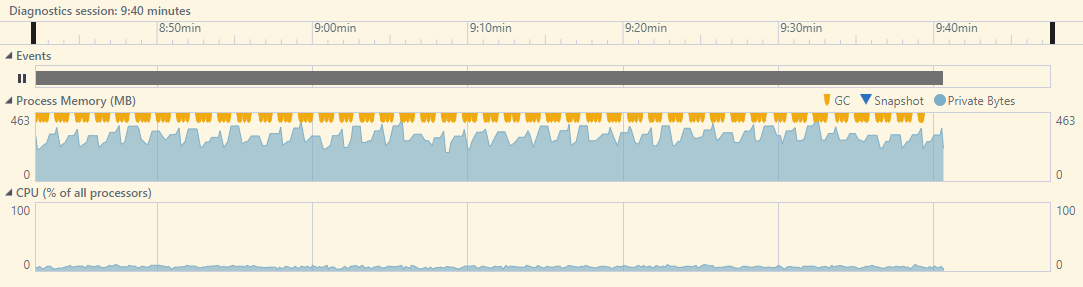 Diagnostics session: 9:40 minutes
8:50min 9:00min 9:10min 9:20min 9:30min 9:40min
Events
Process Memory (MB) GC Snapshot Private Bytes
463 463
0 0
CPU (% of all processors)
100 100
0 0